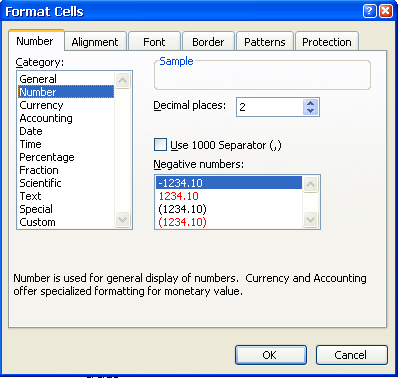 Format Cells
Number Alignment Font Border Patterns Protection
Category:
General
Number
Currency
Accounting
Date
Time
Percentage
Fraction
Scientific
Text
Special
Custom
Sample
Decimal places: 2
Use 1000 Separator (,)
Negative numbers:
-1234.10
1234.10
(1234.10)
(1234.10)
Number is used for general display of numbers. Currency and Accounting
offer specialized formatting for monetary value.
OK Cancel